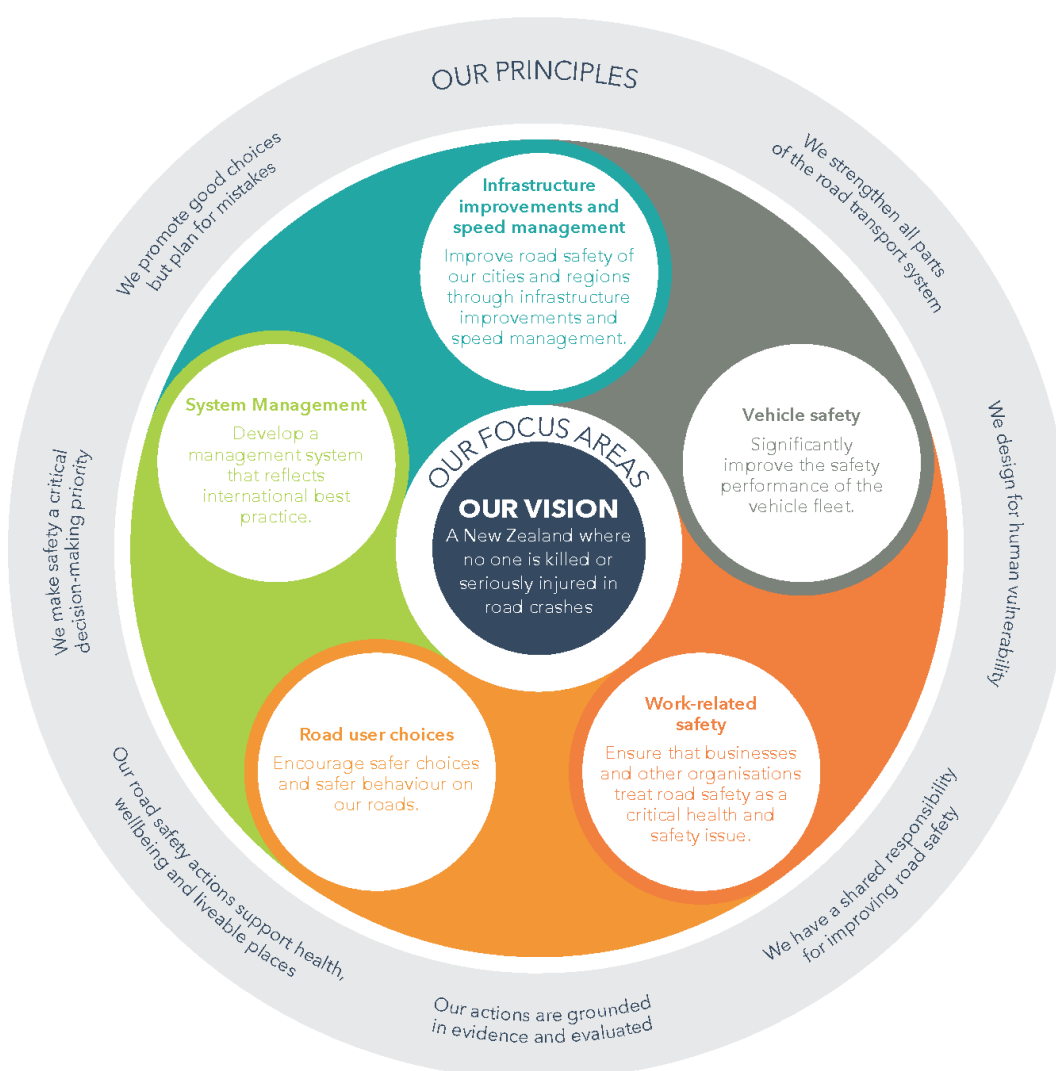 OUR PRINCIPLES
We promote good choices
but plan for mistakes
We strengthen all parts
of the road transport system
We design for human vulnerability
We have a shared responsibility
for improving road safety
Our actions are grounded
in evidence and evaluated
Our road safety actions support health,
wellbeing and liveable places
We make safety a critical
decision-making priority
Infrastructure
improvements and
speed management
Improve road safety of
our cities and regions
through infrastructure
improvements and
speed management.
Vehicle safety
Significantly
improve the safety
performance of the
vehicle fleet.
Work-related
safety
Ensure that businesses
and other organisations
treat road safety as a
critical health and
safety issue.
Road user choices
Encourage safer choices
and safer behaviour on
our roads.
System Management
Develop a
management system
that reflects
international best
practice.
OUR FOCUS AREAS
OUR VISION
A New Zealand where
no one is killed or
seriously injured in
road crashes